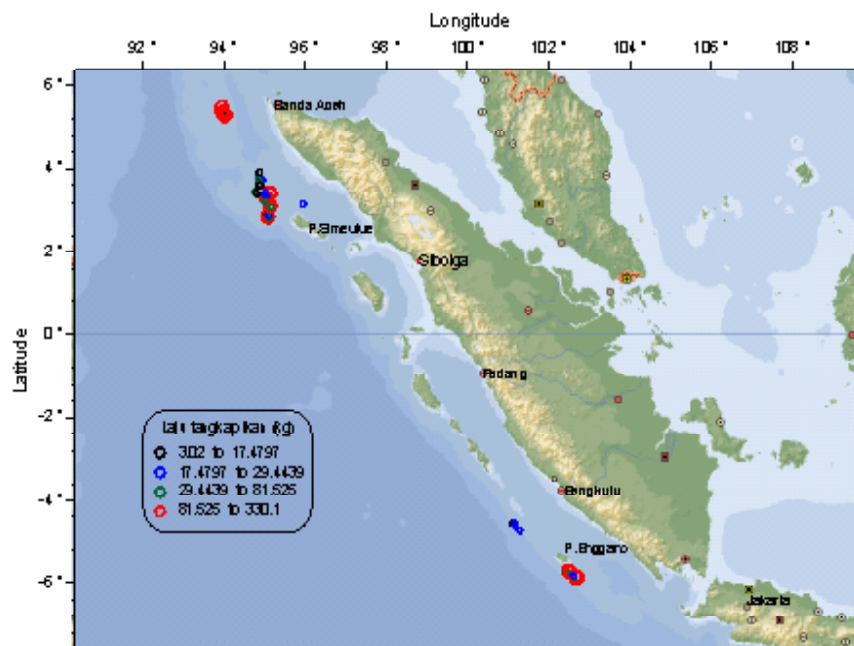 Longitude
92° 94° 96° 98° 100° 102° 104° 106° 108°
6°
Banda Aceh
4°
P.Simeulue
2°
Sibolga
Latitude
0°
Padang
-2°
Laju tangkap ikan (kg)
3.02 to 17.4797
17.4797 to 29.4439
29.4439 to 81.525
81.525 to 330.1
-4°
Bengkulu
P. Enggano
-6°
Jakarta